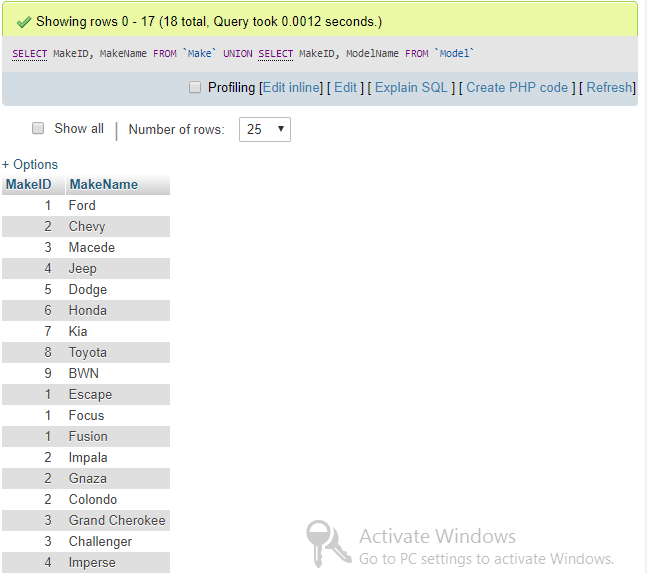 Showing rows 0 - 17 (18 total, Query took 0.0012 seconds.)
SELECT MakeID, MakeName FROM `Make` UNION SELECT MakeID, ModelName FROM `Model`
Profiling [Edit inline] [ Edit ] [ Explain SQL ] [ Create PHP code ] [ Refresh]
Show all | Number of rows: 25
+ Options
MakeID MakeName
1 Ford
2 Chevy
3 Macede
4 Jeep
5 Dodge
6 Honda
7 Kia
8 Toyota
9 BWN
1 Escape
1 Focus
1 Fusion
2 Impala
2 Gnaza
2 Colondo
3 Grand Cherokee
3 Challenger
4 Imperse
Activate Windows
Go to PC settings to activate Windows.